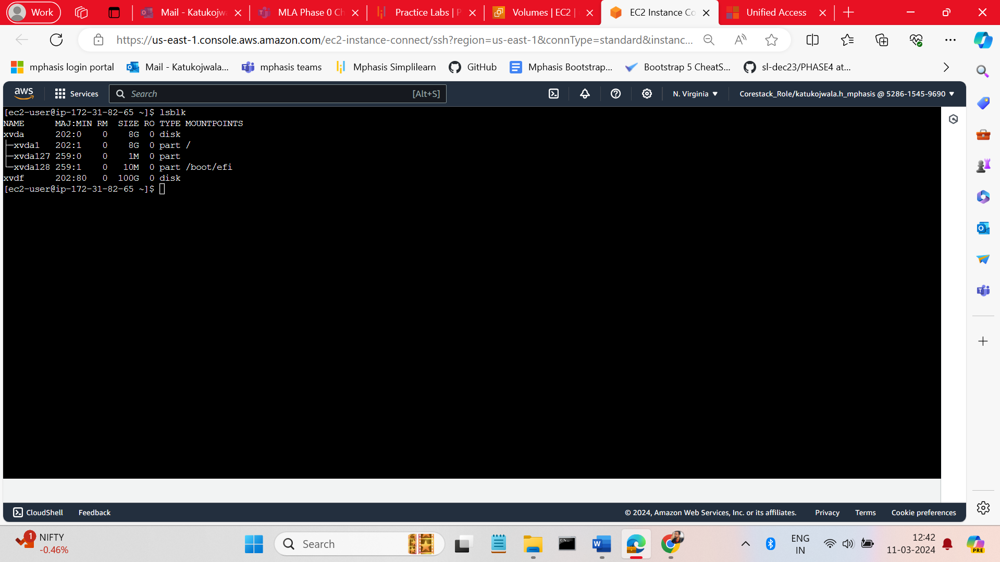 Work
Mail - Katukojwa
MLA Phase 0 Ch
Practice Labs | P
Volumes | EC2 |
EC2 Instance Co
Unified Access
https://us-east-1.console.aws.amazon.com/ec2-instance-connect/ssh?region=us-east-1&connType=standard&instanc...
mphasis login portal
Mail - Katukojwala...
mphasis teams
Mphasis Simplilearn
GitHub
Mphasis Bootstrap...
Bootstrap 5 CheatS...
sl-dec23/PHASE4 at...
aws
Services
Search
[Alt+S]
N. Virginia
Corestack_Role/katukojwala.h_mphasis @ 5286-1545-9690
[ec2-user@ip-172-31-82-65 ~]$ lsblk
NAME      MAJ:MIN RM  SIZE RO TYPE MOUNTPOINTS
xvda      202:0    0    8G  0 disk
├─xvda1   202:1    0    8G  0 part /
├─xvda127 259:0    0    1M  0 part
└─xvda128 259:1    0   10M  0 part /boot/efi
xvdf      202:80   0  100G  0 disk
[ec2-user@ip-172-31-82-65 ~]$
CloudShell
Feedback
© 2024, Amazon Web Services, Inc. or its affiliates.
Privacy
Terms
Cookie preferences
1
NIFTY
-0.46%
Search
ENG
IN
12:42
11-03-2024
PRE